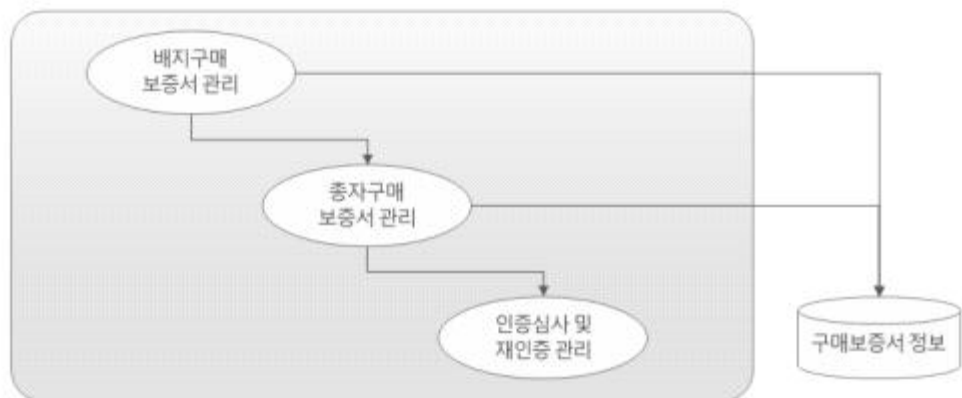 배지구매
보증서 관리
종자구매
보증서 관리
인증심사 및
재인증 관리
구매보증서 정보